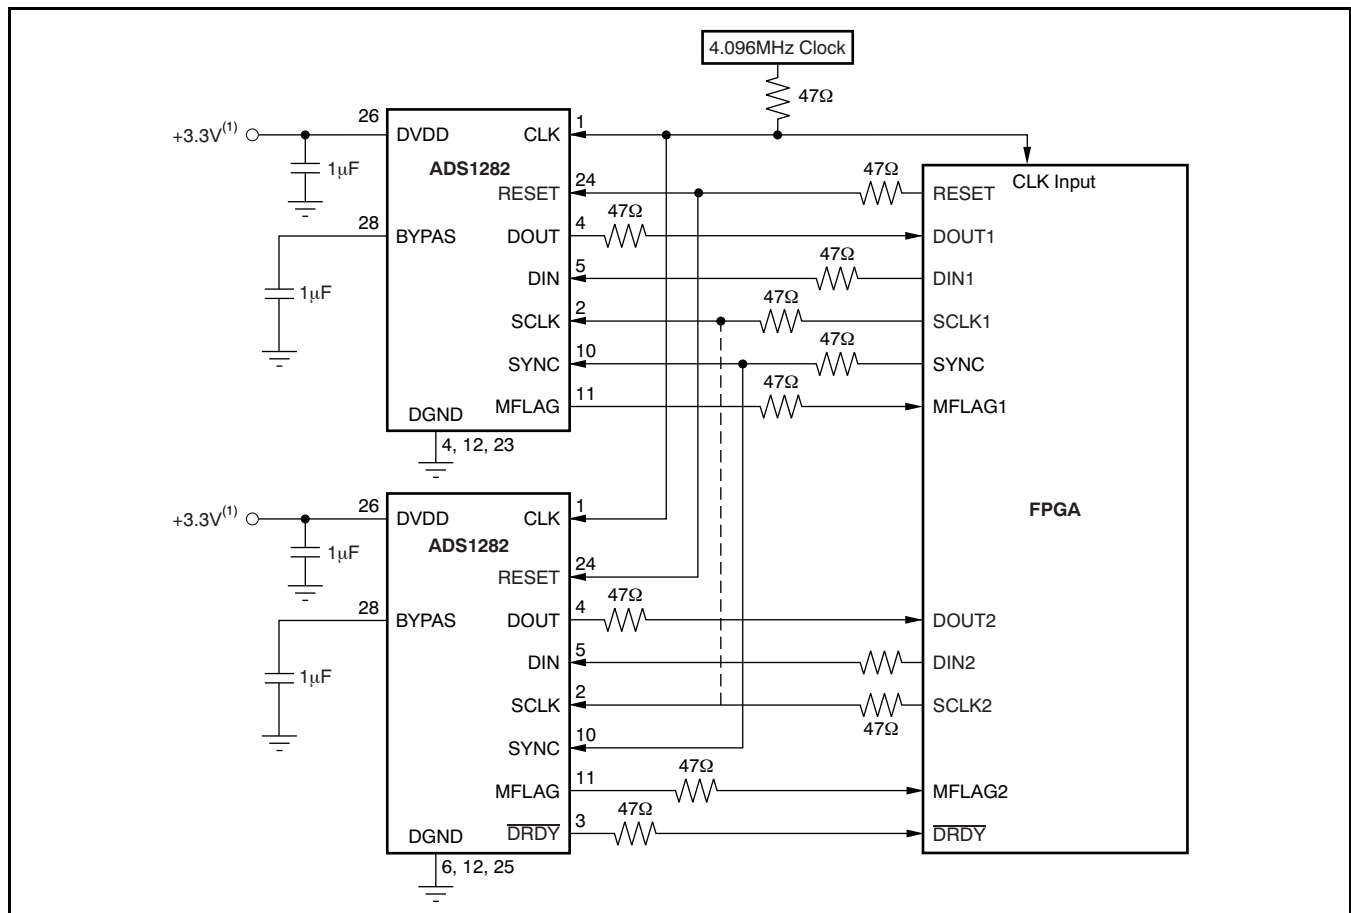 4.096MHz Clock
47Ω
+3.3V(1)
26
DVDD
CLK
1
1μF
ADS1282
CLK Input
RESET
24
47Ω
RESET
28
BYPAS
DOUT
4
47Ω
DOUT1
1μF
DIN
5
47Ω
DIN1
SCLK
2
47Ω
SCLK1
SYNC
10
47Ω
SYNC
MFLAG
11
47Ω
MFLAG1
DGND
4, 12, 23
FPGA
+3.3V(1)
26
DVDD
CLK
1
1μF
ADS1282
RESET
24
28
BYPAS
DOUT
4
47Ω
DOUT2
1μF
DIN
5
DIN2
SCLK
2
47Ω
SCLK2
SYNC
10
MFLAG
11
47Ω
MFLAG2
DRDY
3
47Ω
DRDY
DGND
6, 12, 25